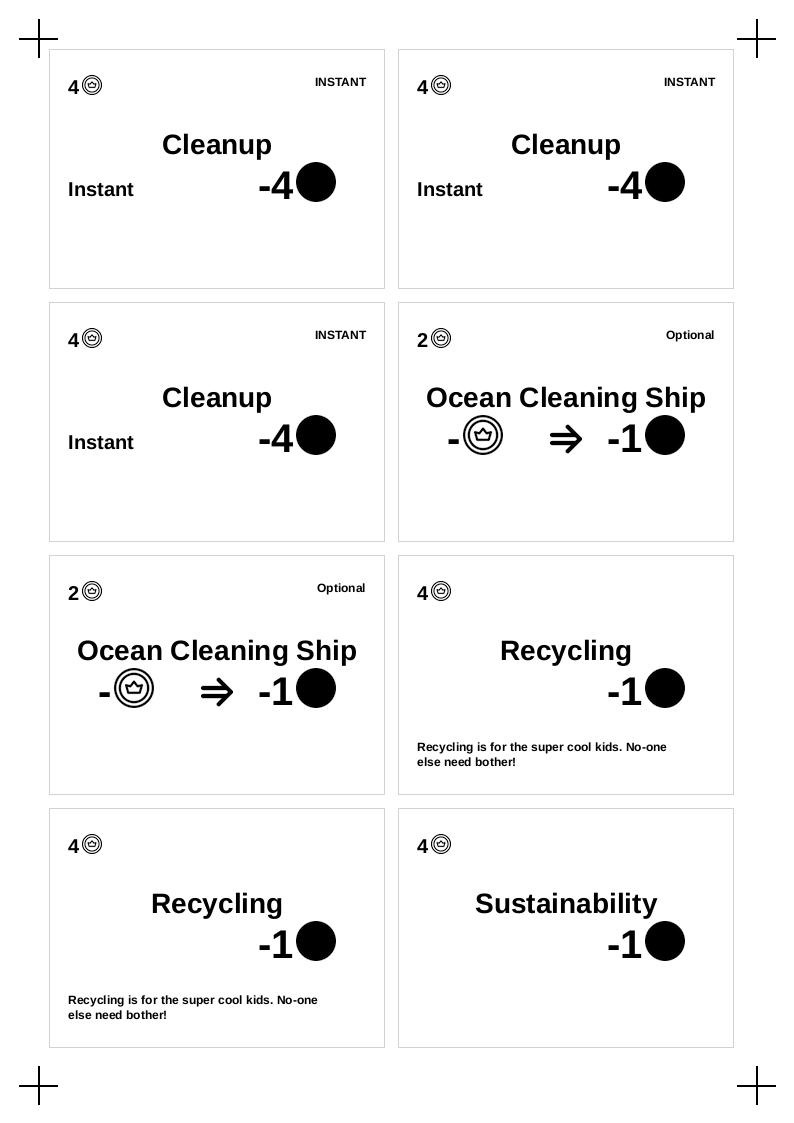 4 INSTANT
Cleanup
Instant -4
4 INSTANT
Cleanup
Instant -4
4 INSTANT
Cleanup
Instant -4
2 Optional
Ocean Cleaning Ship
- ⇒ -1
2 Optional
Ocean Cleaning Ship
- ⇒ -1
4
Recycling
-1
Recycling is for the super cool kids. No-one
else need bother!
4
Recycling
-1
Recycling is for the super cool kids. No-one
else need bother!
4
Sustainability
-1